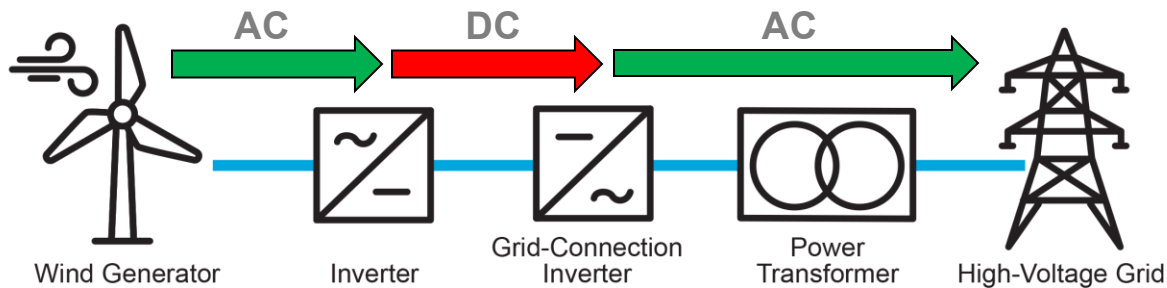 AC
DC
AC
Wind Generator
Inverter
Grid-Connection
Inverter
Power
Transformer
High-Voltage Grid